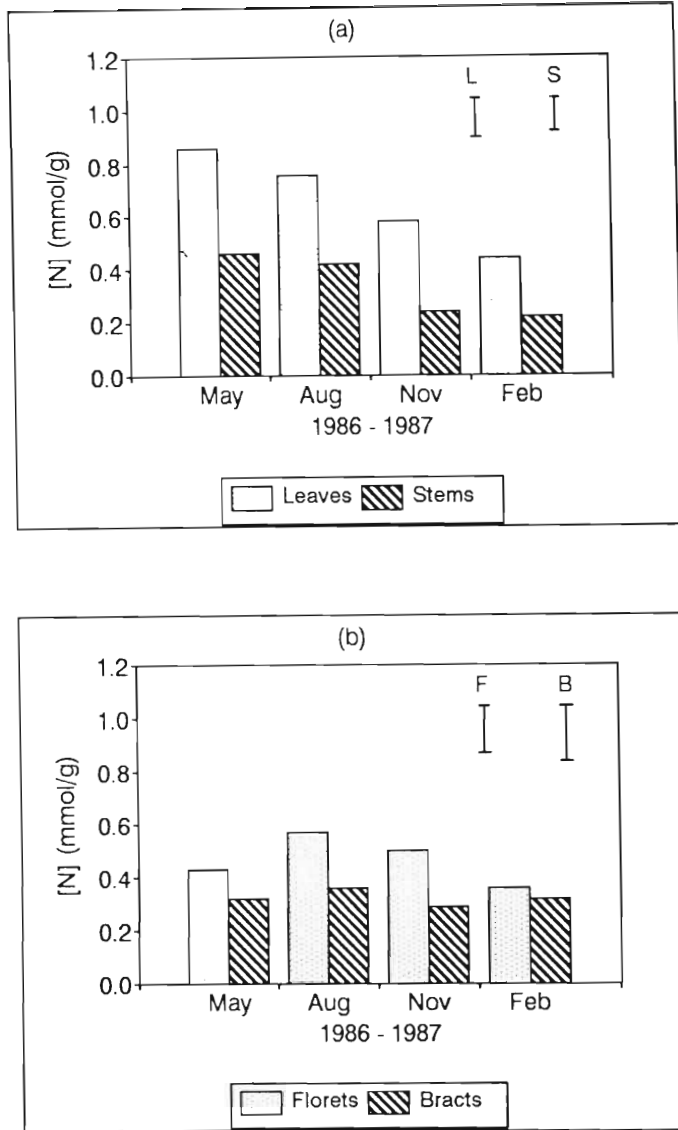 (a)
[N] (mmol/g)
1.2
1.0
0.8
0.6
0.4
0.2
0.0
L S
May Aug Nov Feb
1986 - 1987
Leaves Stems
(b)
[N] (mmol/g)
1.2
1.0
0.8
0.6
0.4
0.2
0.0
F B
May Aug Nov Feb
1986 - 1987
Florets Bracts